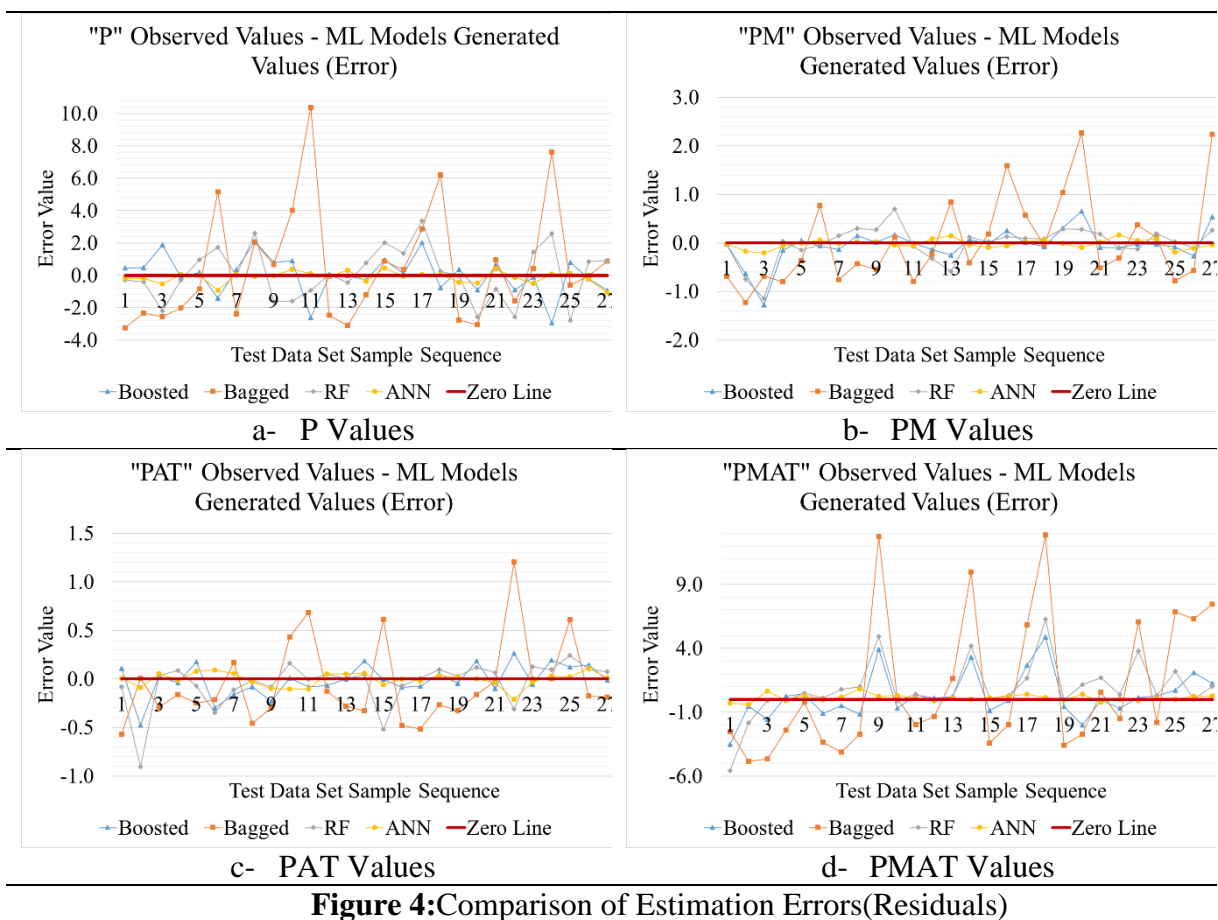 "P" Observed Values - ML Models Generated
Values (Error)
Error Value
10.0
8.0
6.0
4.0
2.0
0.0
-2.0
-4.0
1 3 5 7 9 11 13 15 17 19 21 23 25 27
Test Data Set Sample Sequence
Boosted Bagged RF ANN Zero Line
a- P Values
"PM" Observed Values - ML Models
Generated Values (Error)
Error Value
3.0
2.0
1.0
0.0
-1.0
-2.0
1 3 5 7 9 11 13 15 17 19 21 23 25 27
Test Data Set Sample Sequence
Boosted Bagged RF ANN Zero Line
b- PM Values
"PAT" Observed Values - ML Models
Generated Values (Error)
Error Value
1.5
1.0
0.5
0.0
-0.5
-1.0
1 3 5 7 9 11 13 15 17 19 21 23 25 27
Test Data Set Sample Sequence
Boosted Bagged RF ANN Zero Line
c- PAT Values
"PMAT" Observed Values - ML Models
Generated Values (Error)
Error Value
9.0
4.0
-1.0
-6.0
1 3 5 7 9 11 13 15 17 19 21 23 25 27
Test Data Set Sample Sequence
Boosted Bagged RF ANN Zero Line
d- PMAT Values
Figure 4:Comparison of Estimation Errors(Residuals)